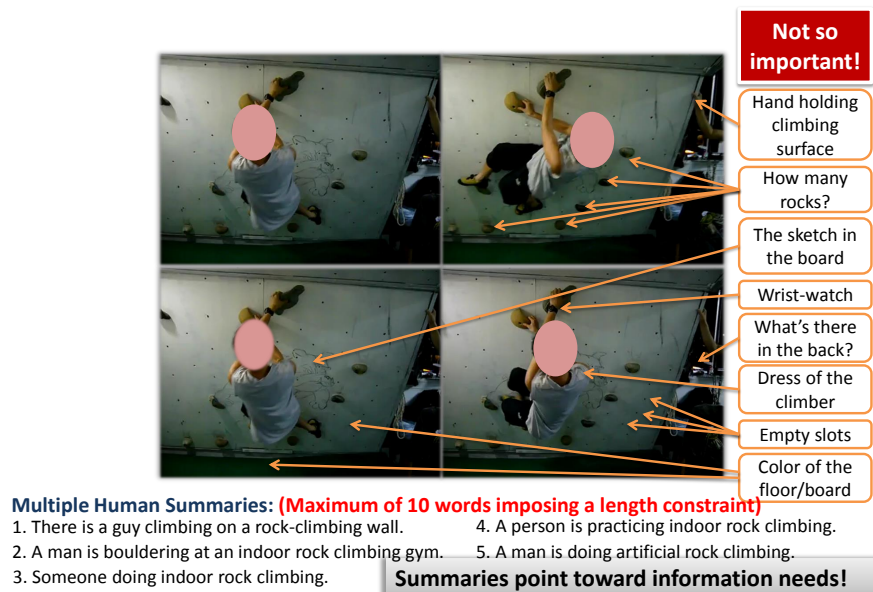 Not so
important!
Hand holding
climbing
surface
How many
rocks?
The sketch in
the board
Wrist-watch
What's there
in the back?
Dress of the
climber
Empty slots
Color of the
floor/board
Multiple Human Summaries: (Maximum of 10 words imposing a length constraint)
1. There is a guy climbing on a rock-climbing wall.
2. A man is bouldering at an indoor rock climbing gym.
3. Someone doing indoor rock climbing.
4. A person is practicing indoor rock climbing.
5. A man is doing artificial rock climbing.
Summaries point toward information needs!